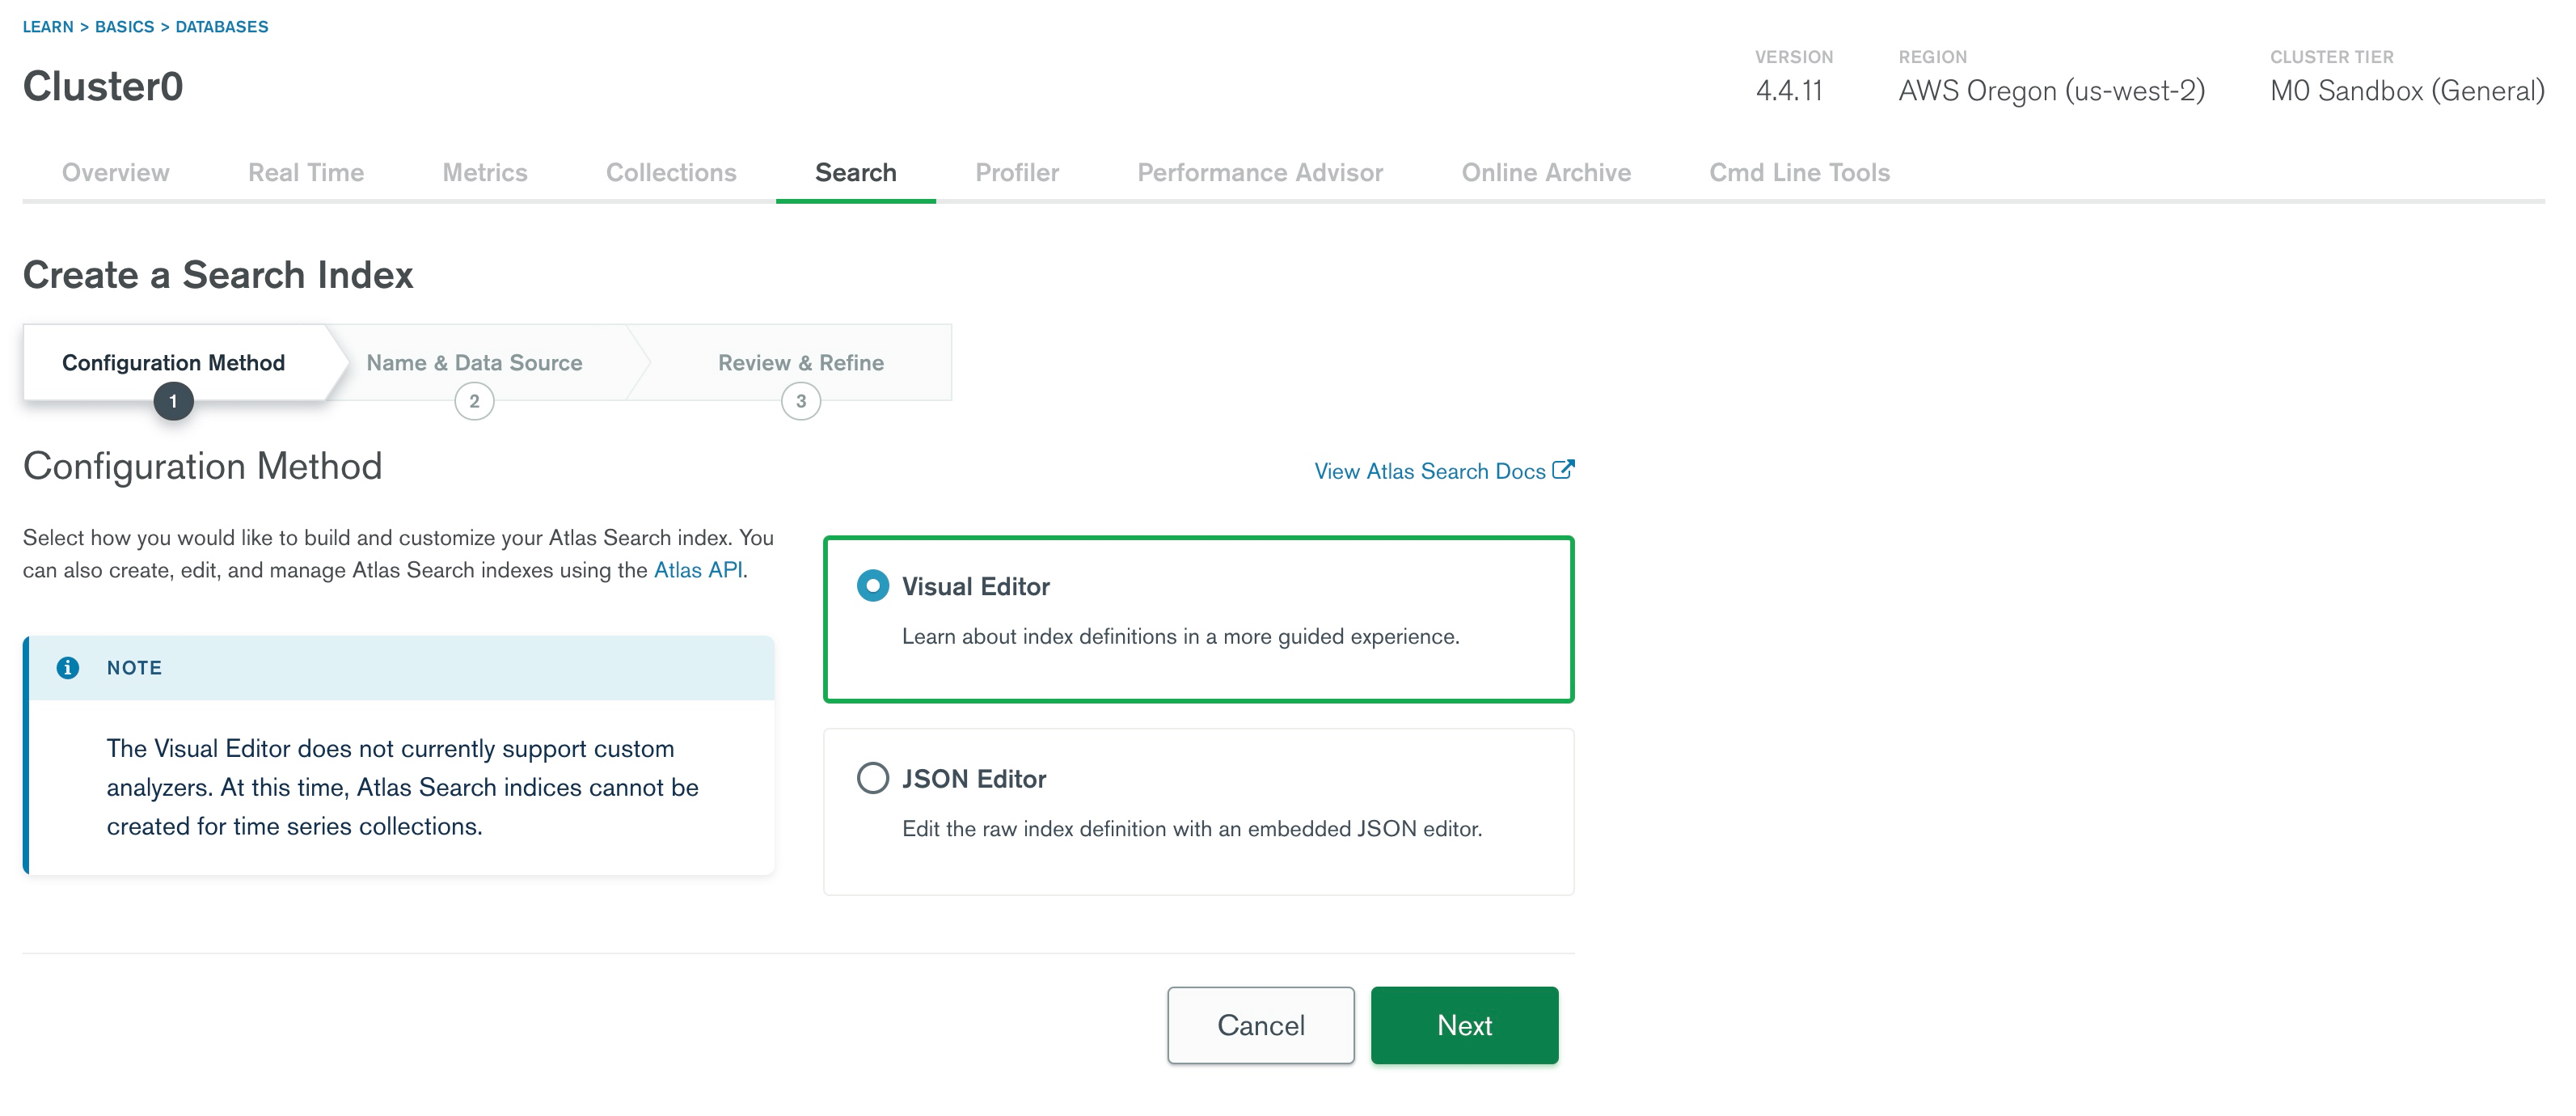 LEARN > BASICS > DATABASES
Cluster0
VERSION
4.4.11
REGION
AWS Oregon (us-west-2)
CLUSTER TIER
M0 Sandbox (General)
Overview
Real Time
Metrics
Collections
Search
Profiler
Performance Advisor
Online Archive
Cmd Line Tools
Create a Search Index
Configuration Method
1
Name & Data Source
2
Review & Refine
3
Configuration Method
View Atlas Search Docs
Select how you would like to build and customize your Atlas Search index. You
can also create, edit, and manage Atlas Search indexes using the Atlas API.
NOTE
The Visual Editor does not currently support custom
analyzers. At this time, Atlas Search indices cannot be
created for time series collections.
Visual Editor
Learn about index definitions in a more guided experience.
JSON Editor
Edit the raw index definition with an embedded JSON editor.
Cancel
Next